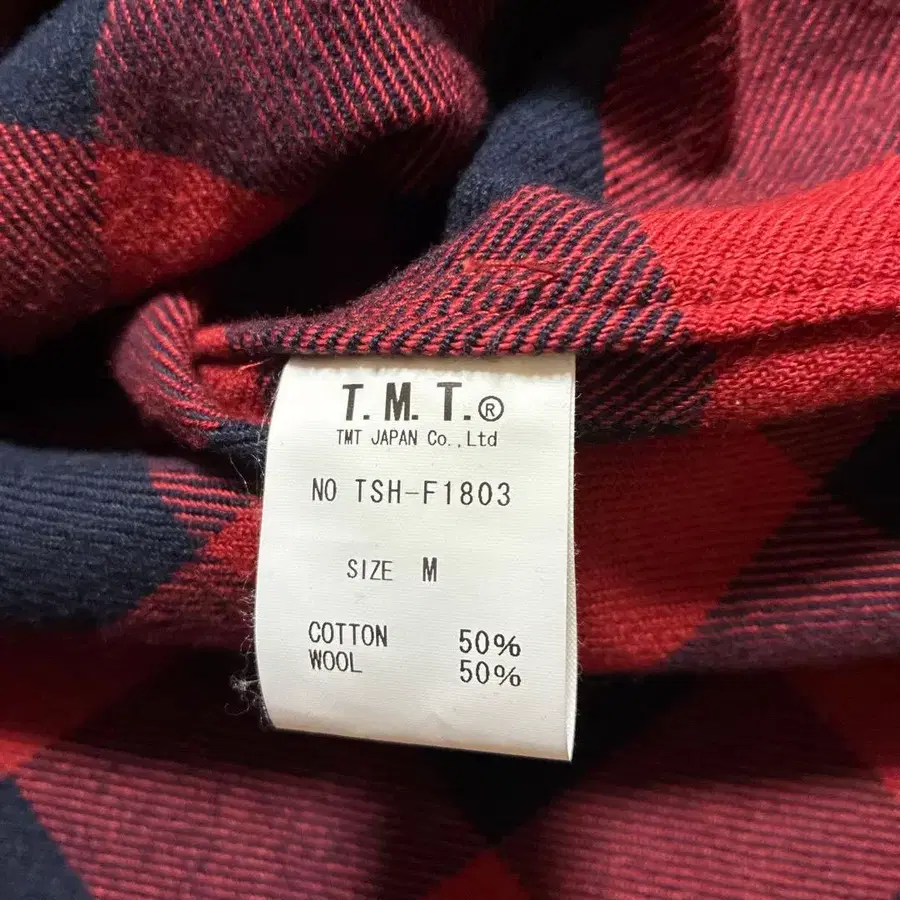 T.M.T.®
TMT JAPAN Co.,Ltd
NO TSH-F1803
SIZE M
COTTON 50%
WOOL 50%